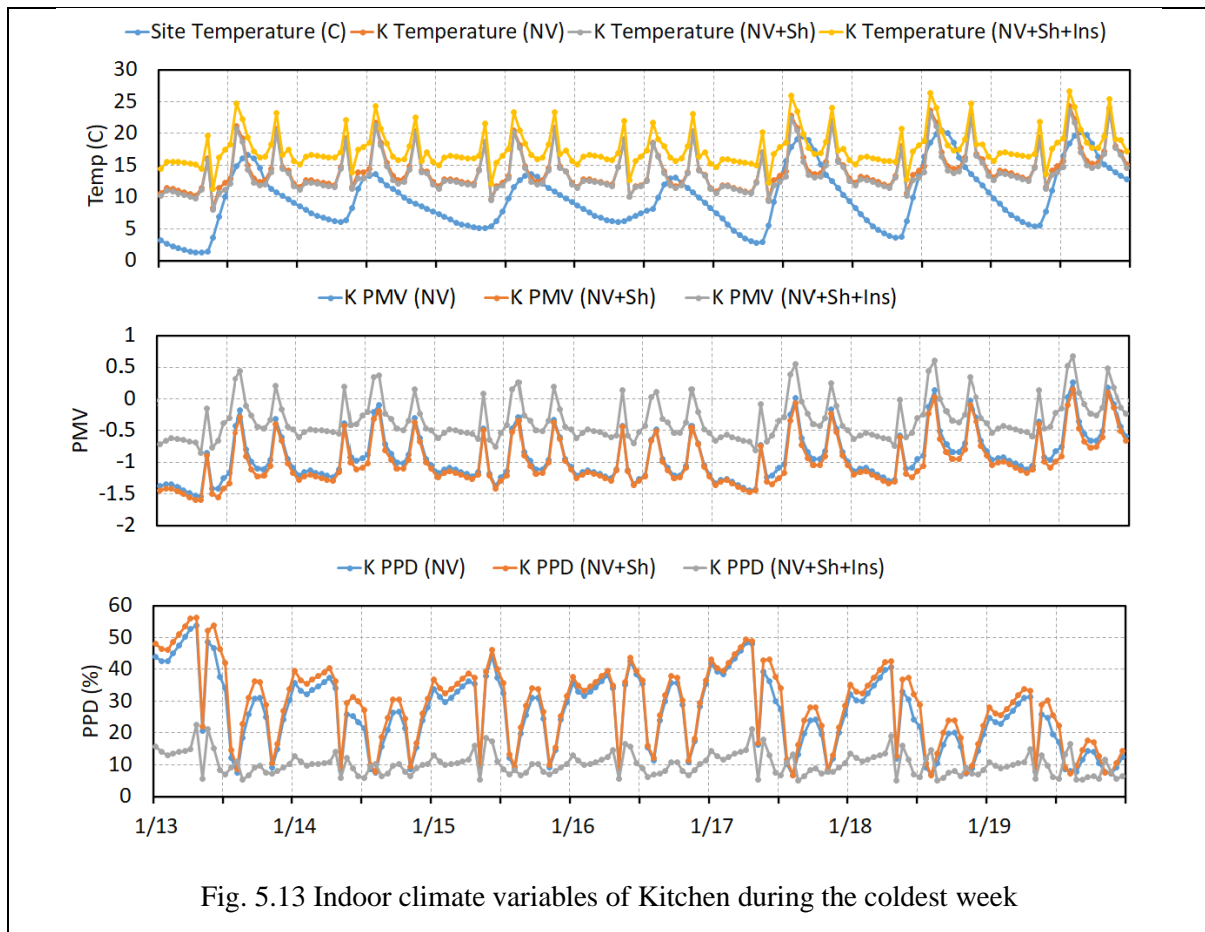 Site Temperature (C) K Temperature (NV) K Temperature (NV+Sh) K Temperature (NV+Sh+Ins)
30
25
20
15
10
5
0
Temp (C)
K PMV (NV) K PMV (NV+Sh) K PMV (NV+Sh+Ins)
1
0.5
0
-0.5
-1
-1.5
-2
PMV
K PPD (NV) K PPD (NV+Sh) K PPD (NV+Sh+Ins)
60
50
40
30
20
10
0
PPD (%)
1/13 1/14 1/15 1/16 1/17 1/18 1/19
Fig. 5.13 Indoor climate variables of Kitchen during the coldest week